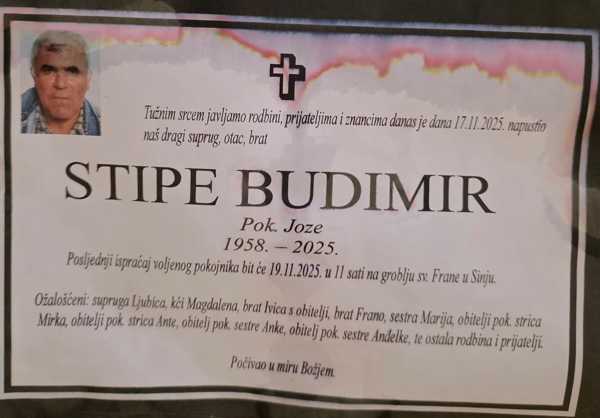 Tužnim srcem javljamo rodbini, prijateljima i znancima danas je dana 17.11.2025. napustio
naš dragi suprug, otac, brat
STIPE BUDIMIR
Pok. Joze
1958. – 2025.
Posljednji ispraćaj voljenog pokojnika bit će 19.11.2025. u 11 sati na groblju sv. Frane u Sinju.
Ožalošćeni: supruga Ljubica, kći Magdalena, brat Ivica s obitelji, brat Frano, sestra Marija, obitelji pok. strica
Mirka, obitelji pok. strica Ante, obitelj pok. sestre Anke, obitelj pok. sestre Anđelke, te ostala rodbina i prijatelji.
Počivao u miru Božjem.